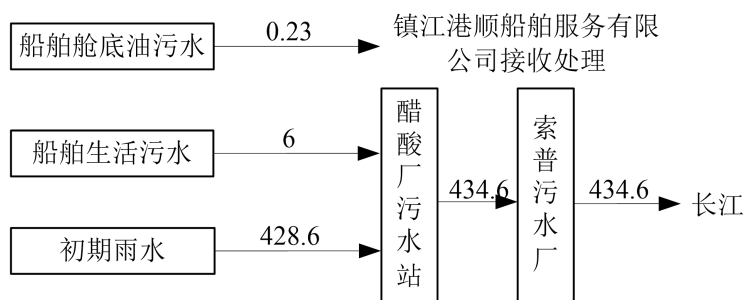 船舶舱底油污水
0.23
镇江港顺船舶服务有限
公司接收处理
船舶生活污水
6
初期雨水
428.6
醋酸厂污水站
434.6
索普污水厂
434.6
长江